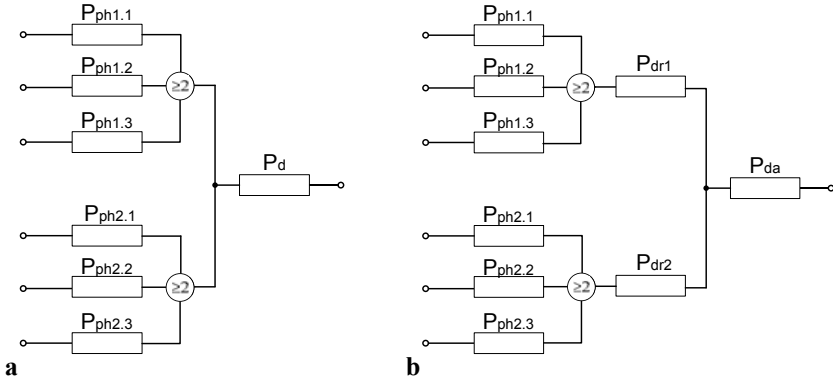 Pph1.1
Pph1.2
≥2
Pph1.3
Pd
Pph2.1
Pph2.2
≥2
Pph2.3
a
Pph1.1
Pph1.2
≥2
Pdr1
Pph1.3
Pda
Pph2.1
Pph2.2
≥2
Pdr2
Pph2.3
b